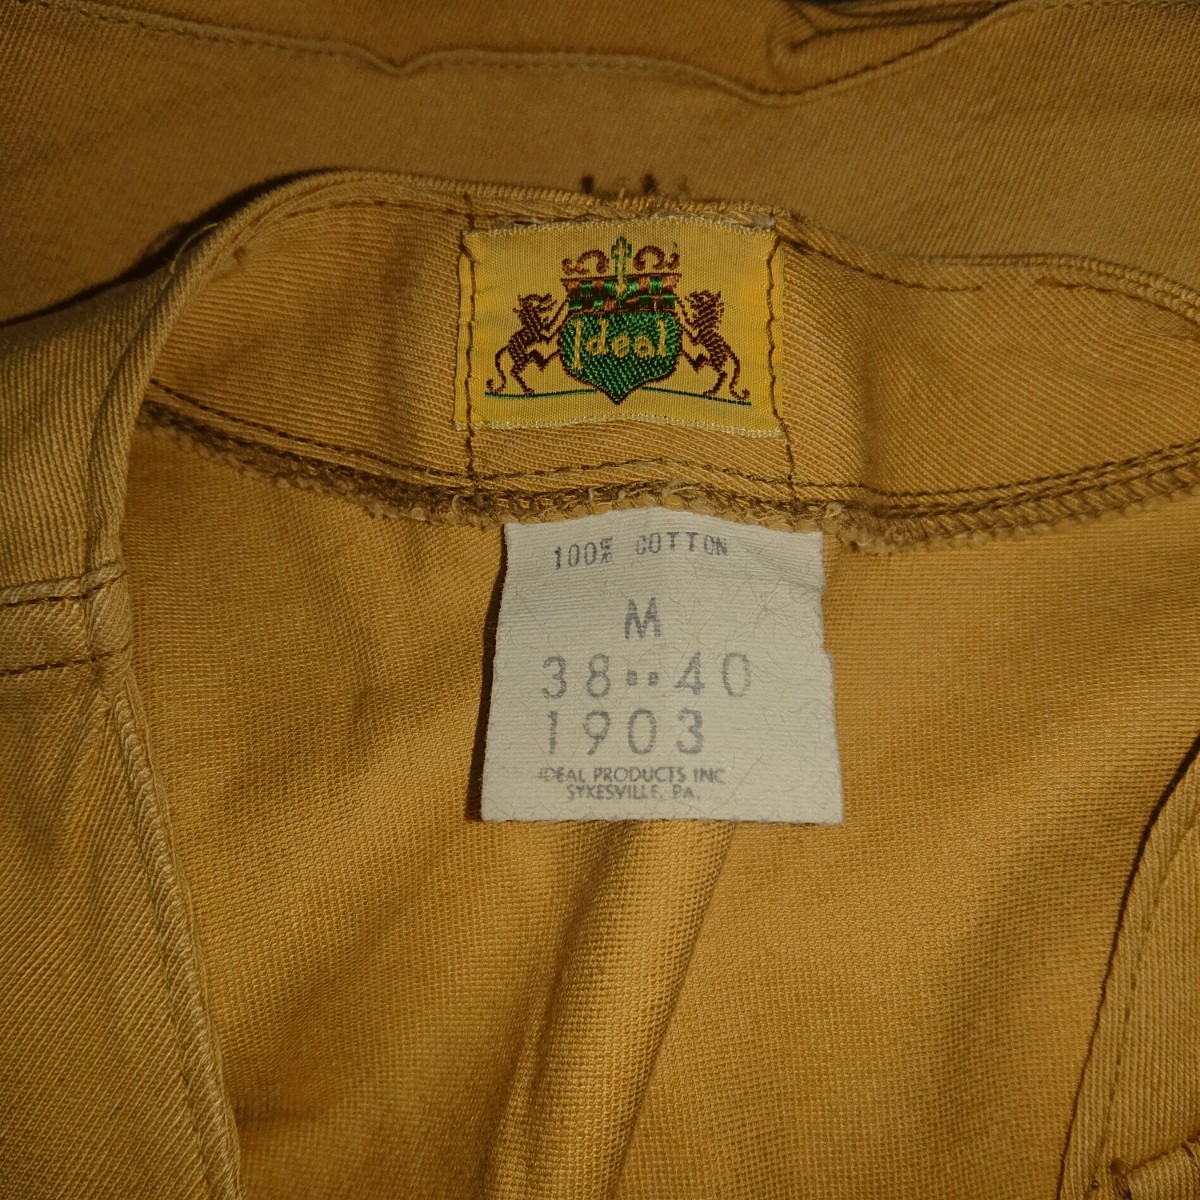 Ideal
100% COTTON
M
38--40
1903
IDEAL PRODUCTS INC
SYKESVILLE, PA.